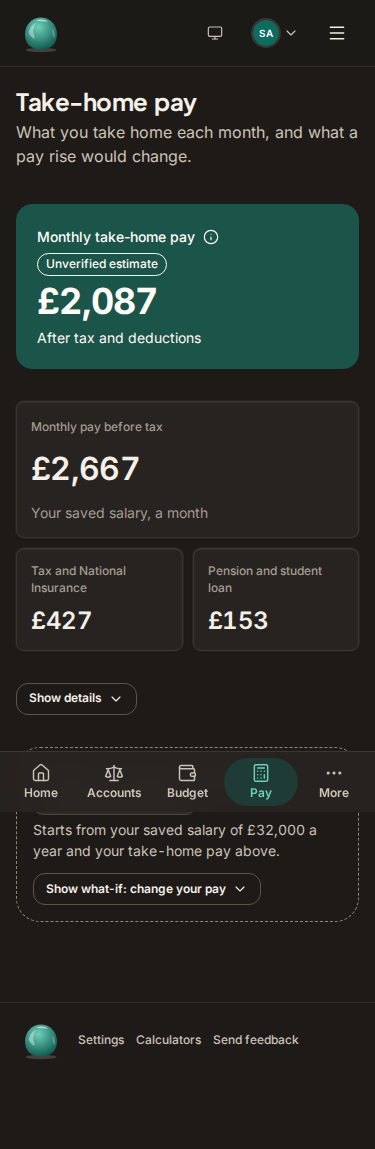 SA
Take-home pay
What you take home each month, and what a
pay rise would change.
Monthly take-home pay
Unverified estimate
£2,087
After tax and deductions
Monthly pay before tax
£2,667
Your saved salary, a month
Tax and National
Insurance
£427
Pension and student
loan
£153
Show details
Home
Accounts
Budget
Pay
More
Starts from your saved salary of £32,000 a
year and your take-home pay above.
Show what-if: change your pay
Settings
Calculators
Send feedback